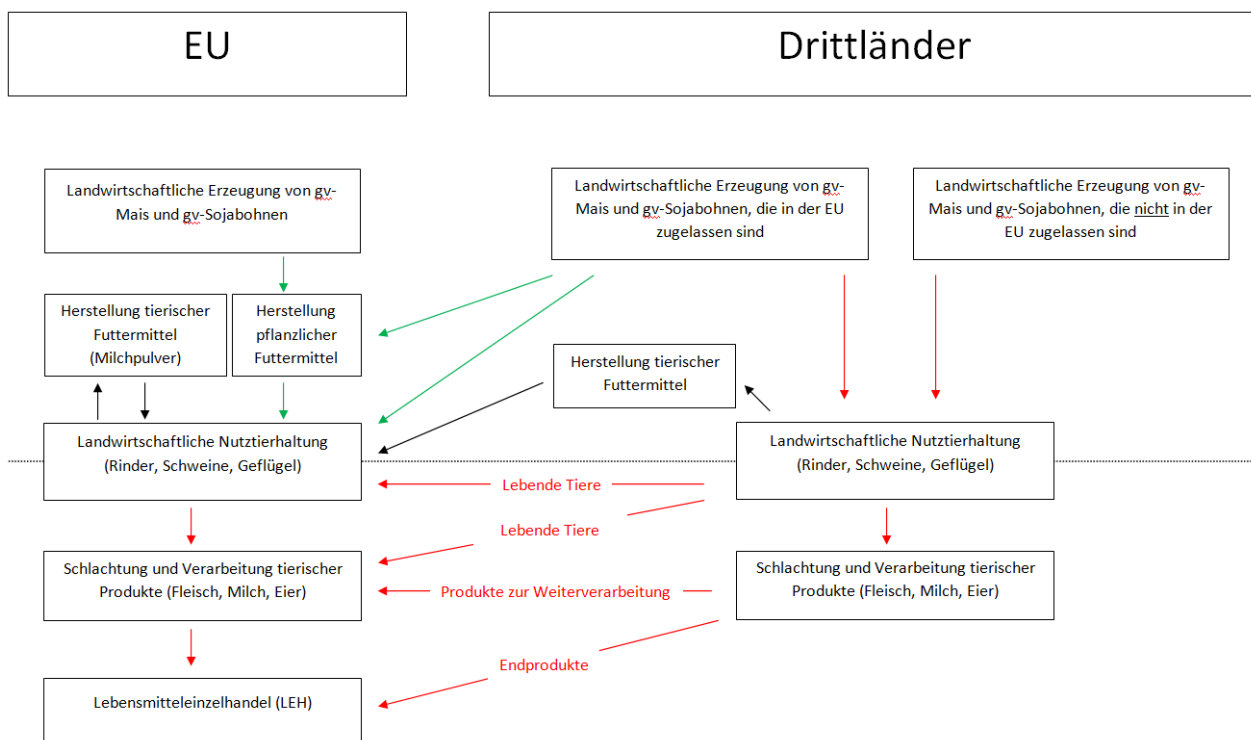 EU
Drittländer
Landwirtschaftliche Erzeugung von gv-
Mais und gv-Sojabohnen
Landwirtschaftliche Erzeugung von gv-
Mais und gv-Sojabohnen, die in der EU
zugelassen sind
Landwirtschaftliche Erzeugung von gv-
Mais und gv-Sojabohnen, die nicht in der
EU zugelassen sind
Herstellung tierischer
Futtermittel
(Milchpulver)
Herstellung
pflanzlicher
Futtermittel
Herstellung tierischer
Futtermittel
Landwirtschaftliche Nutztierhaltung
(Rinder, Schweine, Geflügel)
Landwirtschaftliche Nutztierhaltung
(Rinder, Schweine, Geflügel)
Lebende Tiere
Lebende Tiere
Schlachtung und Verarbeitung tierischer
Produkte (Fleisch, Milch, Eier)
Produkte zur Weiterverarbeitung
Schlachtung und Verarbeitung tierischer
Produkte (Fleisch, Milch, Eier)
Endprodukte
Lebensmitteleinzelhandel (LEH)